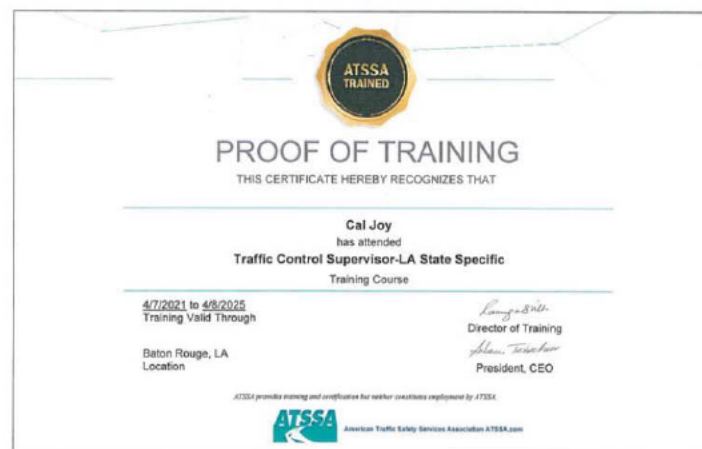 ATSSA
TRAINED
PROOF OF TRAINING
THIS CERTIFICATE HEREBY RECOGNIZES THAT
Cal Joy
has attended
Traffic Control Supervisor-LA State Specific
Training Course
4/7/2021 to 4/8/2025
Training Valid Through
Director of Training
Baton Rouge, LA
Location
President, CEO
ATSSA provides training and certification but neither constitutes employment by ATSSA.
ATSSA
American Traffic Safety Services Association ATSSA.com